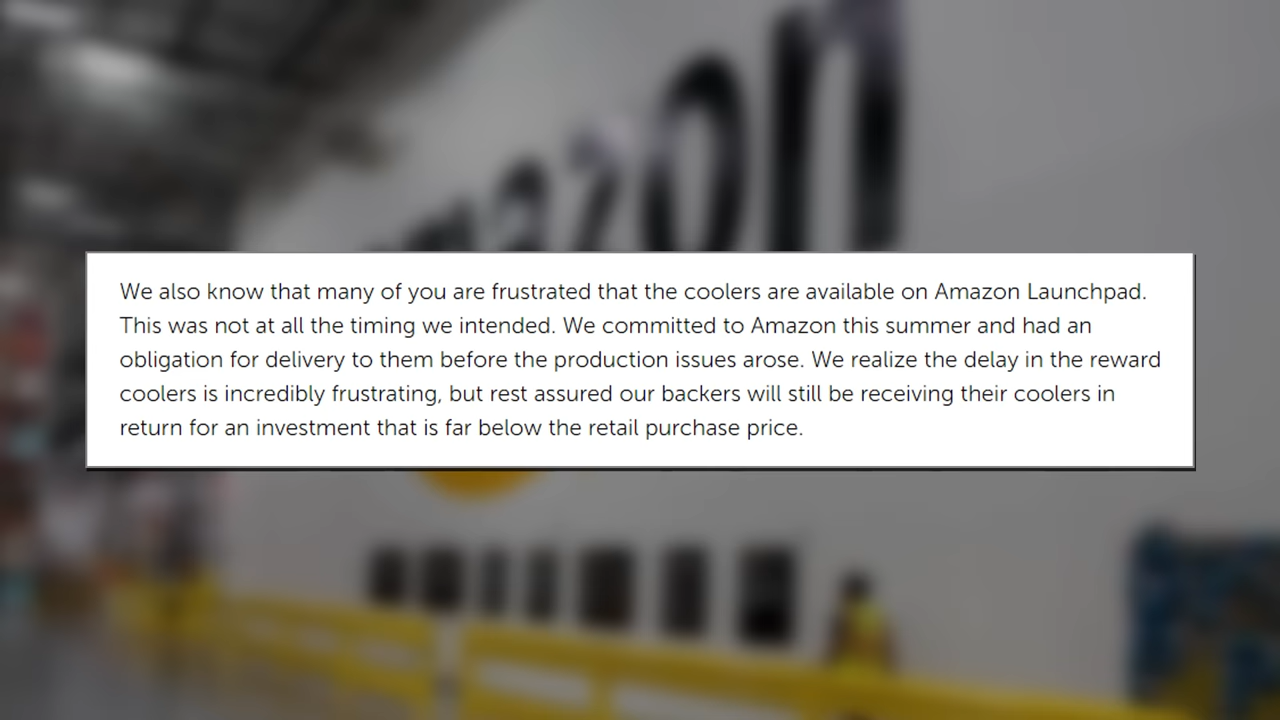 amazon
We also know that many of you are frustrated that the coolers are available on Amazon Launchpad.
This was not at all the timing we intended. We committed to Amazon this summer and had an
obligation for delivery to them before the production issues arose. We realize the delay in the reward
coolers is incredibly frustrating, but rest assured our backers will still be receiving their coolers in
return for an investment that is far below the retail purchase price.